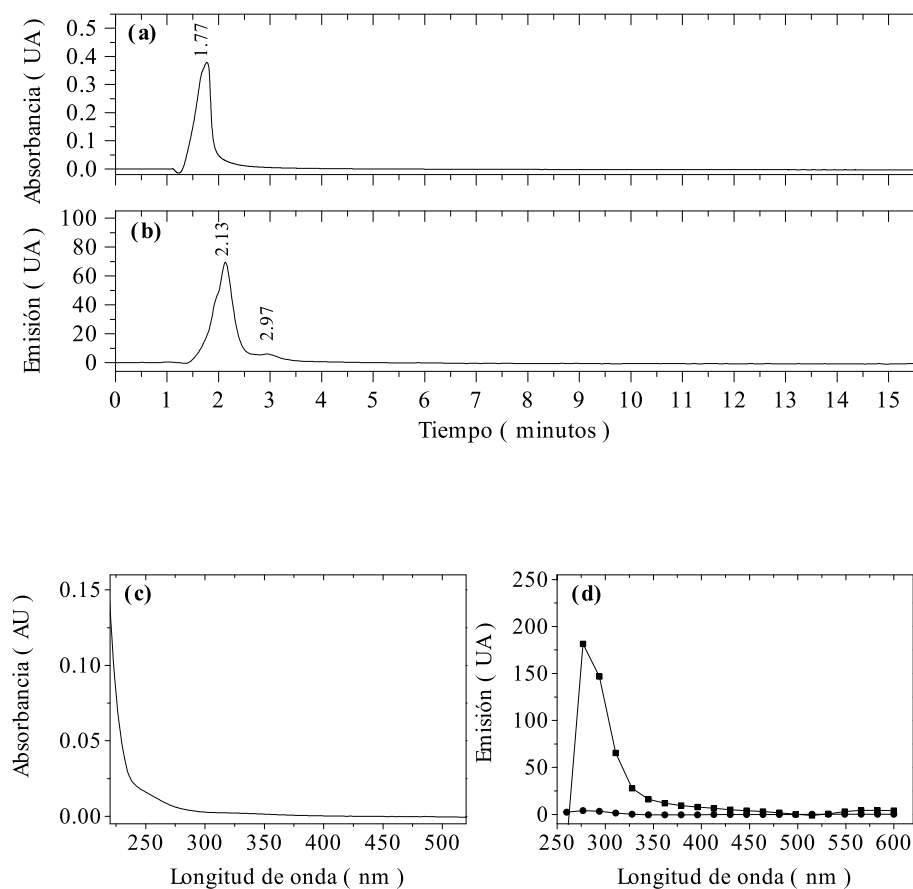 (a)
1.77
Absorbancia ( UA )
0.5
0.4
0.3
0.2
0.1
0.0
(b)
2.13
2.97
Emisión ( UA )
100
80
60
40
20
0
0 1 2 3 4 5 6 7 8 9 10 11 12 13 14 15
Tiempo ( minutos )
(c)
Absorbancia ( AU )
0.15
0.10
0.05
0.00
250 300 350 400 450 500
Longitud de onda ( nm )
(d)
Emisión ( UA )
250
200
150
100
50
0
250 300 350 400 450 500 550 600
Longitud de onda ( nm )